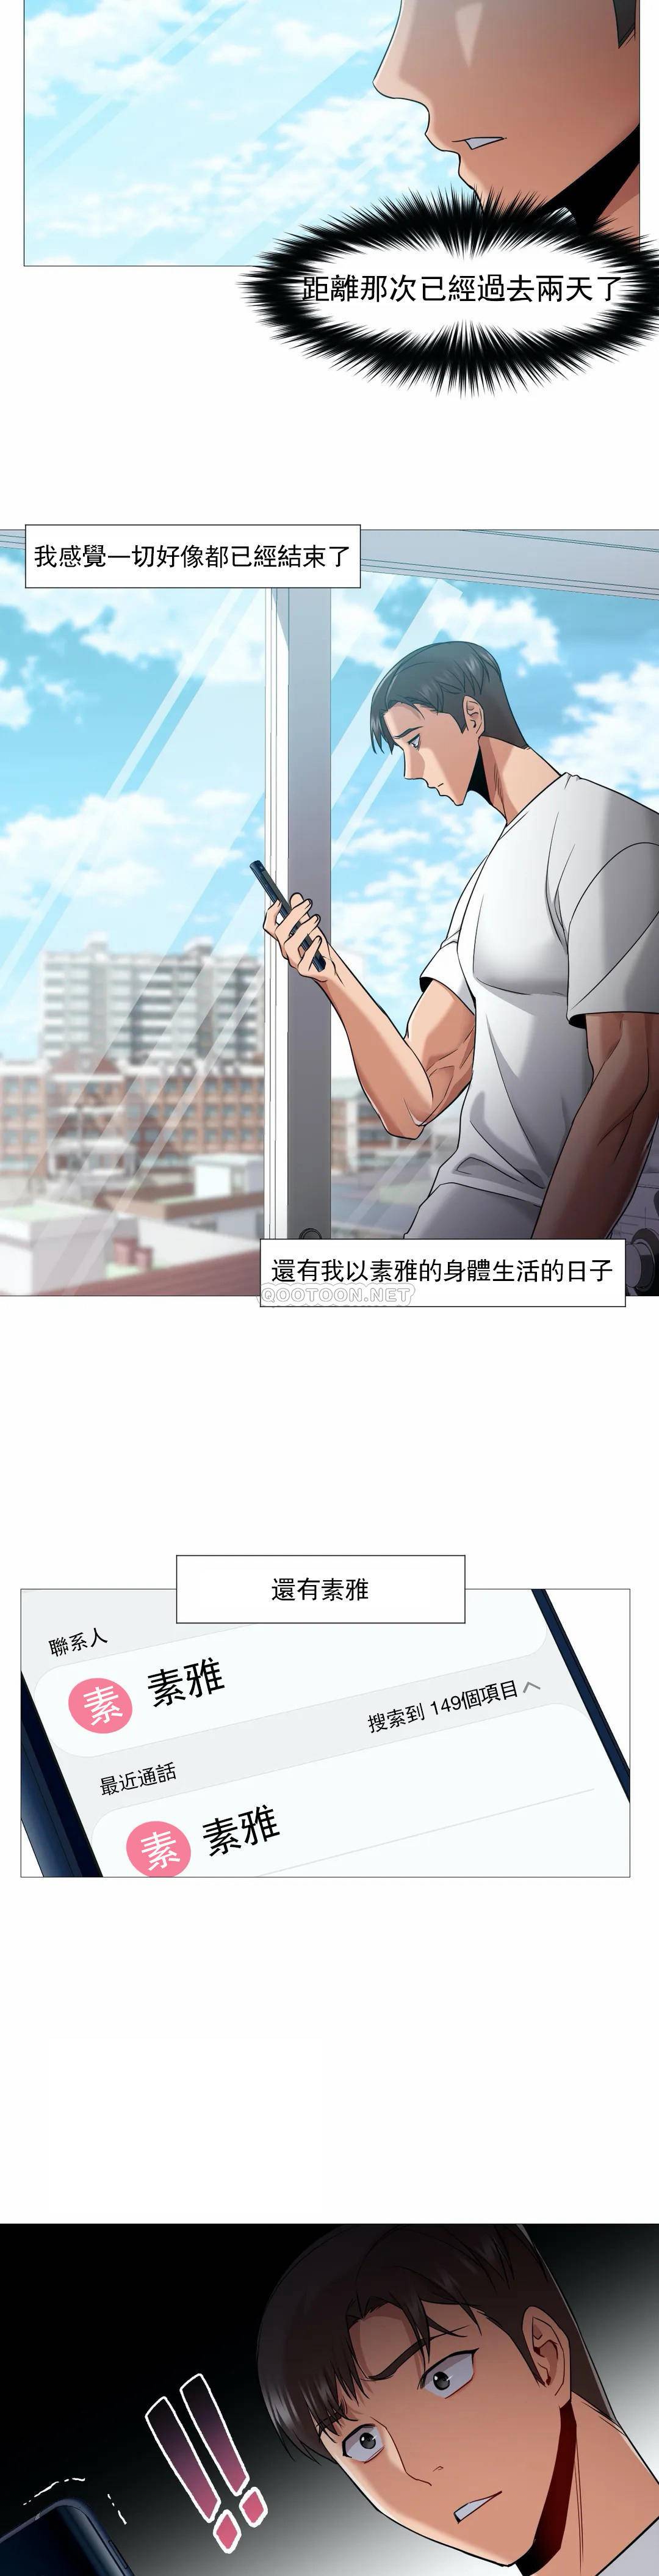 距離那次已經過去兩天了
我感覺一切好像都已經結束了
還有我以素雅的身體生活的日子
QOOTOON.NET
還有素雅
聯系人
素 素雅
搜索到 149個項目
最近通話
素 素雅
!!